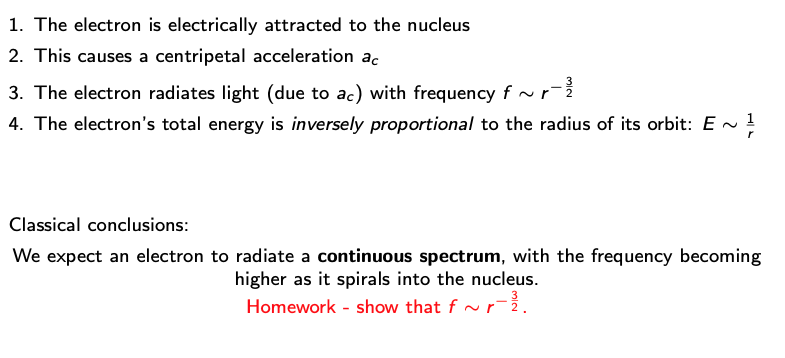 1. The electron is electrically attracted to the nucleus
2. This causes a centripetal acceleration a_c
3. The electron radiates light (due to a_c) with frequency f ∼ r^{-3/2}
4. The electron's total energy is inversely proportional to the radius of its orbit: E ∼ 1/r
Classical conclusions:
We expect an electron to radiate a continuous spectrum, with the frequency becoming
higher as it spirals into the nucleus.
Homework - show that f ∼ r^{-3/2}.